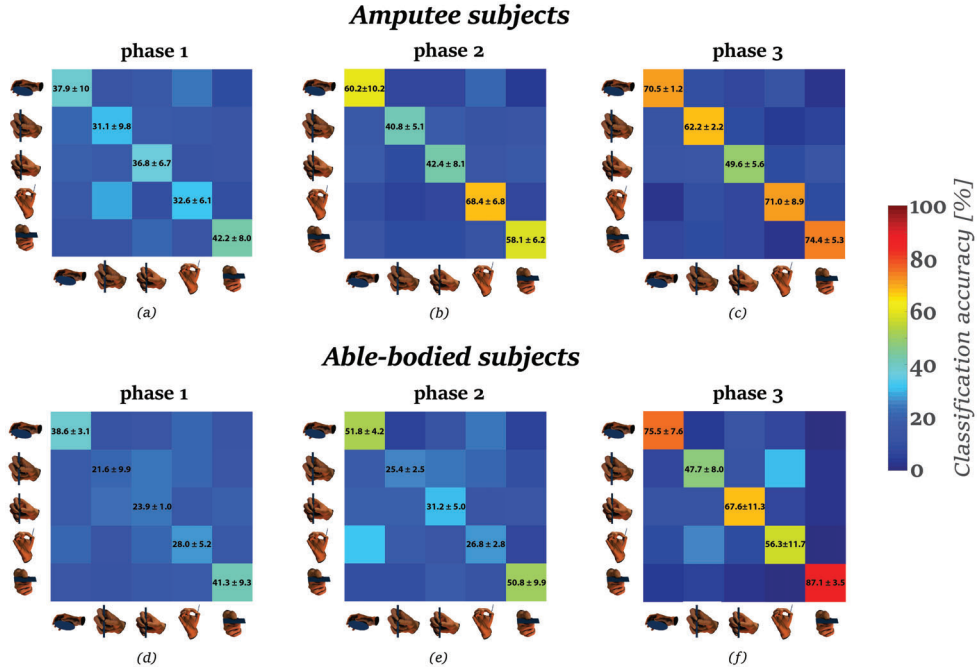 Amputee subjects
phase 1
phase 2
phase 3
37.9 ± 10
31.1 ± 9.8
36.8 ± 6.7
32.6 ± 6.1
42.2 ± 8.0
(a)
60.2±10.2
40.8 ± 5.1
42.4 ± 8.1
68.4 ± 6.8
58.1 ± 6.2
(b)
70.5 ± 1.2
62.2 ± 2.2
49.6 ± 5.6
71.0 ± 8.9
74.4 ± 5.3
(c)
Able-bodied subjects
phase 1
phase 2
phase 3
38.6 ± 3.1
21.6 ± 9.9
23.9 ± 1.0
28.0 ± 5.2
41.3 ± 9.3
(d)
51.8 ± 4.2
25.4 ± 2.5
31.2 ± 5.0
26.8 ± 2.8
50.8 ± 9.9
(e)
75.5 ± 7.6
47.7 ± 8.0
67.6±11.3
56.3±11.7
87.1 ± 3.5
(f)
100
80
60
40
20
0
Classification accuracy [%]